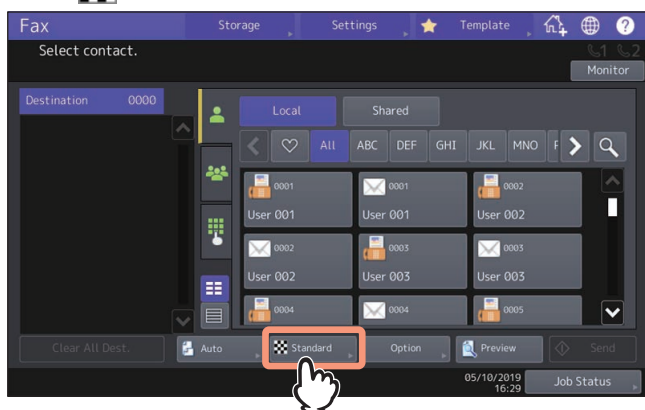 Fax Storage Settings Template ?
Select contact.
1 2
Monitor
Destination 0000
Local Shared
All ABC DEF GHI JKL MNO
0001 0001 0002
User 001 User 001 User 002
0002 0003 0003
User 002 User 003 User 003
0004 0004 0005
Clear All Dest. Auto Standard Option Preview Send
05/10/2019
16:29
Job Status